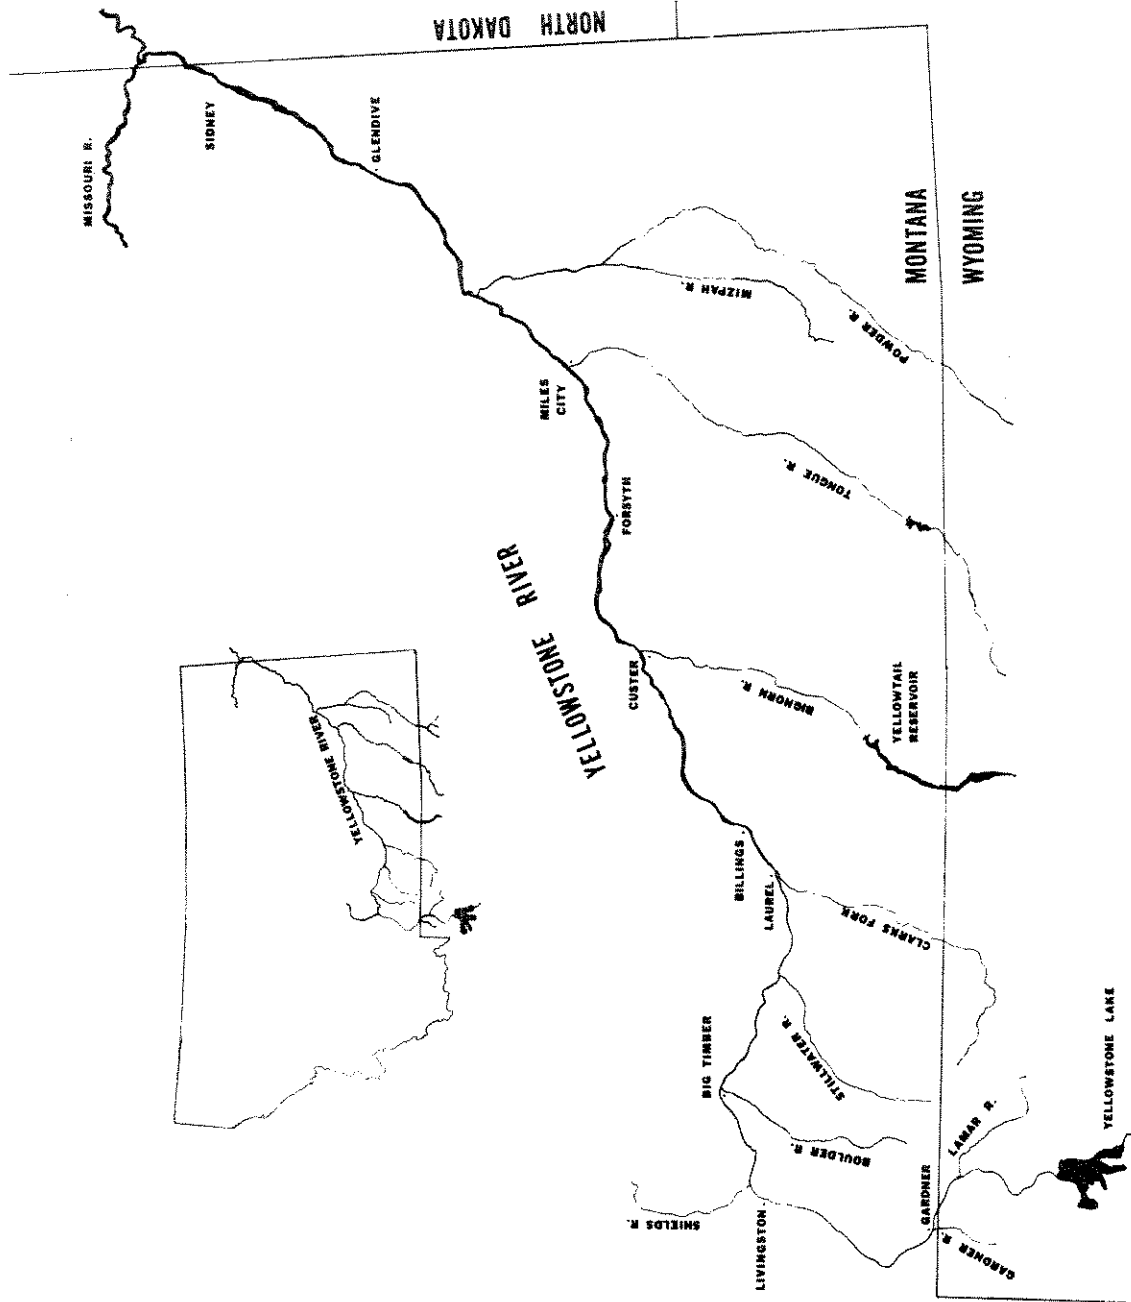 NORTH DAKOTA
MISSOURI R.
SIDNEY
GLENDIVE
MONTANA
WYOMING
MIZPAH R.
POWDER R.
MILES
CITY
TONGUE R.
FORSYTH
YELLOWSTONE RIVER
CUSTER
BIGHORN R.
YELLOWTAIL
RESERVOIR
YELLOWSTONE RIVER
BILLINGS
LAUREL
CLARKS FORK
BIG TIMBER
STILLWATER R.
BOULDER R.
LAMAR R.
YELLOWSTONE LAKE
SHIELDS R.
LIVINGSTON
GARDNER
GARDNER R.